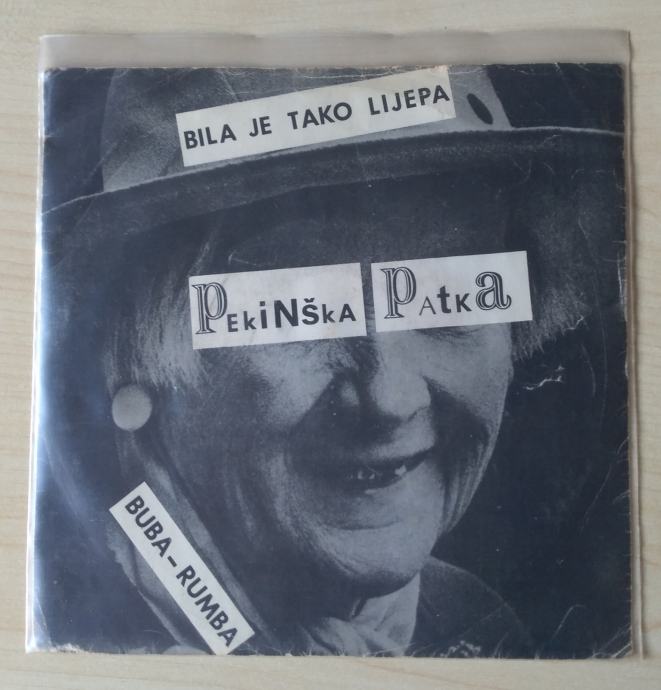 BILA JE TAKO LIJEPA
PEkiNŠkA PAtKa
BUBA-RUMBA